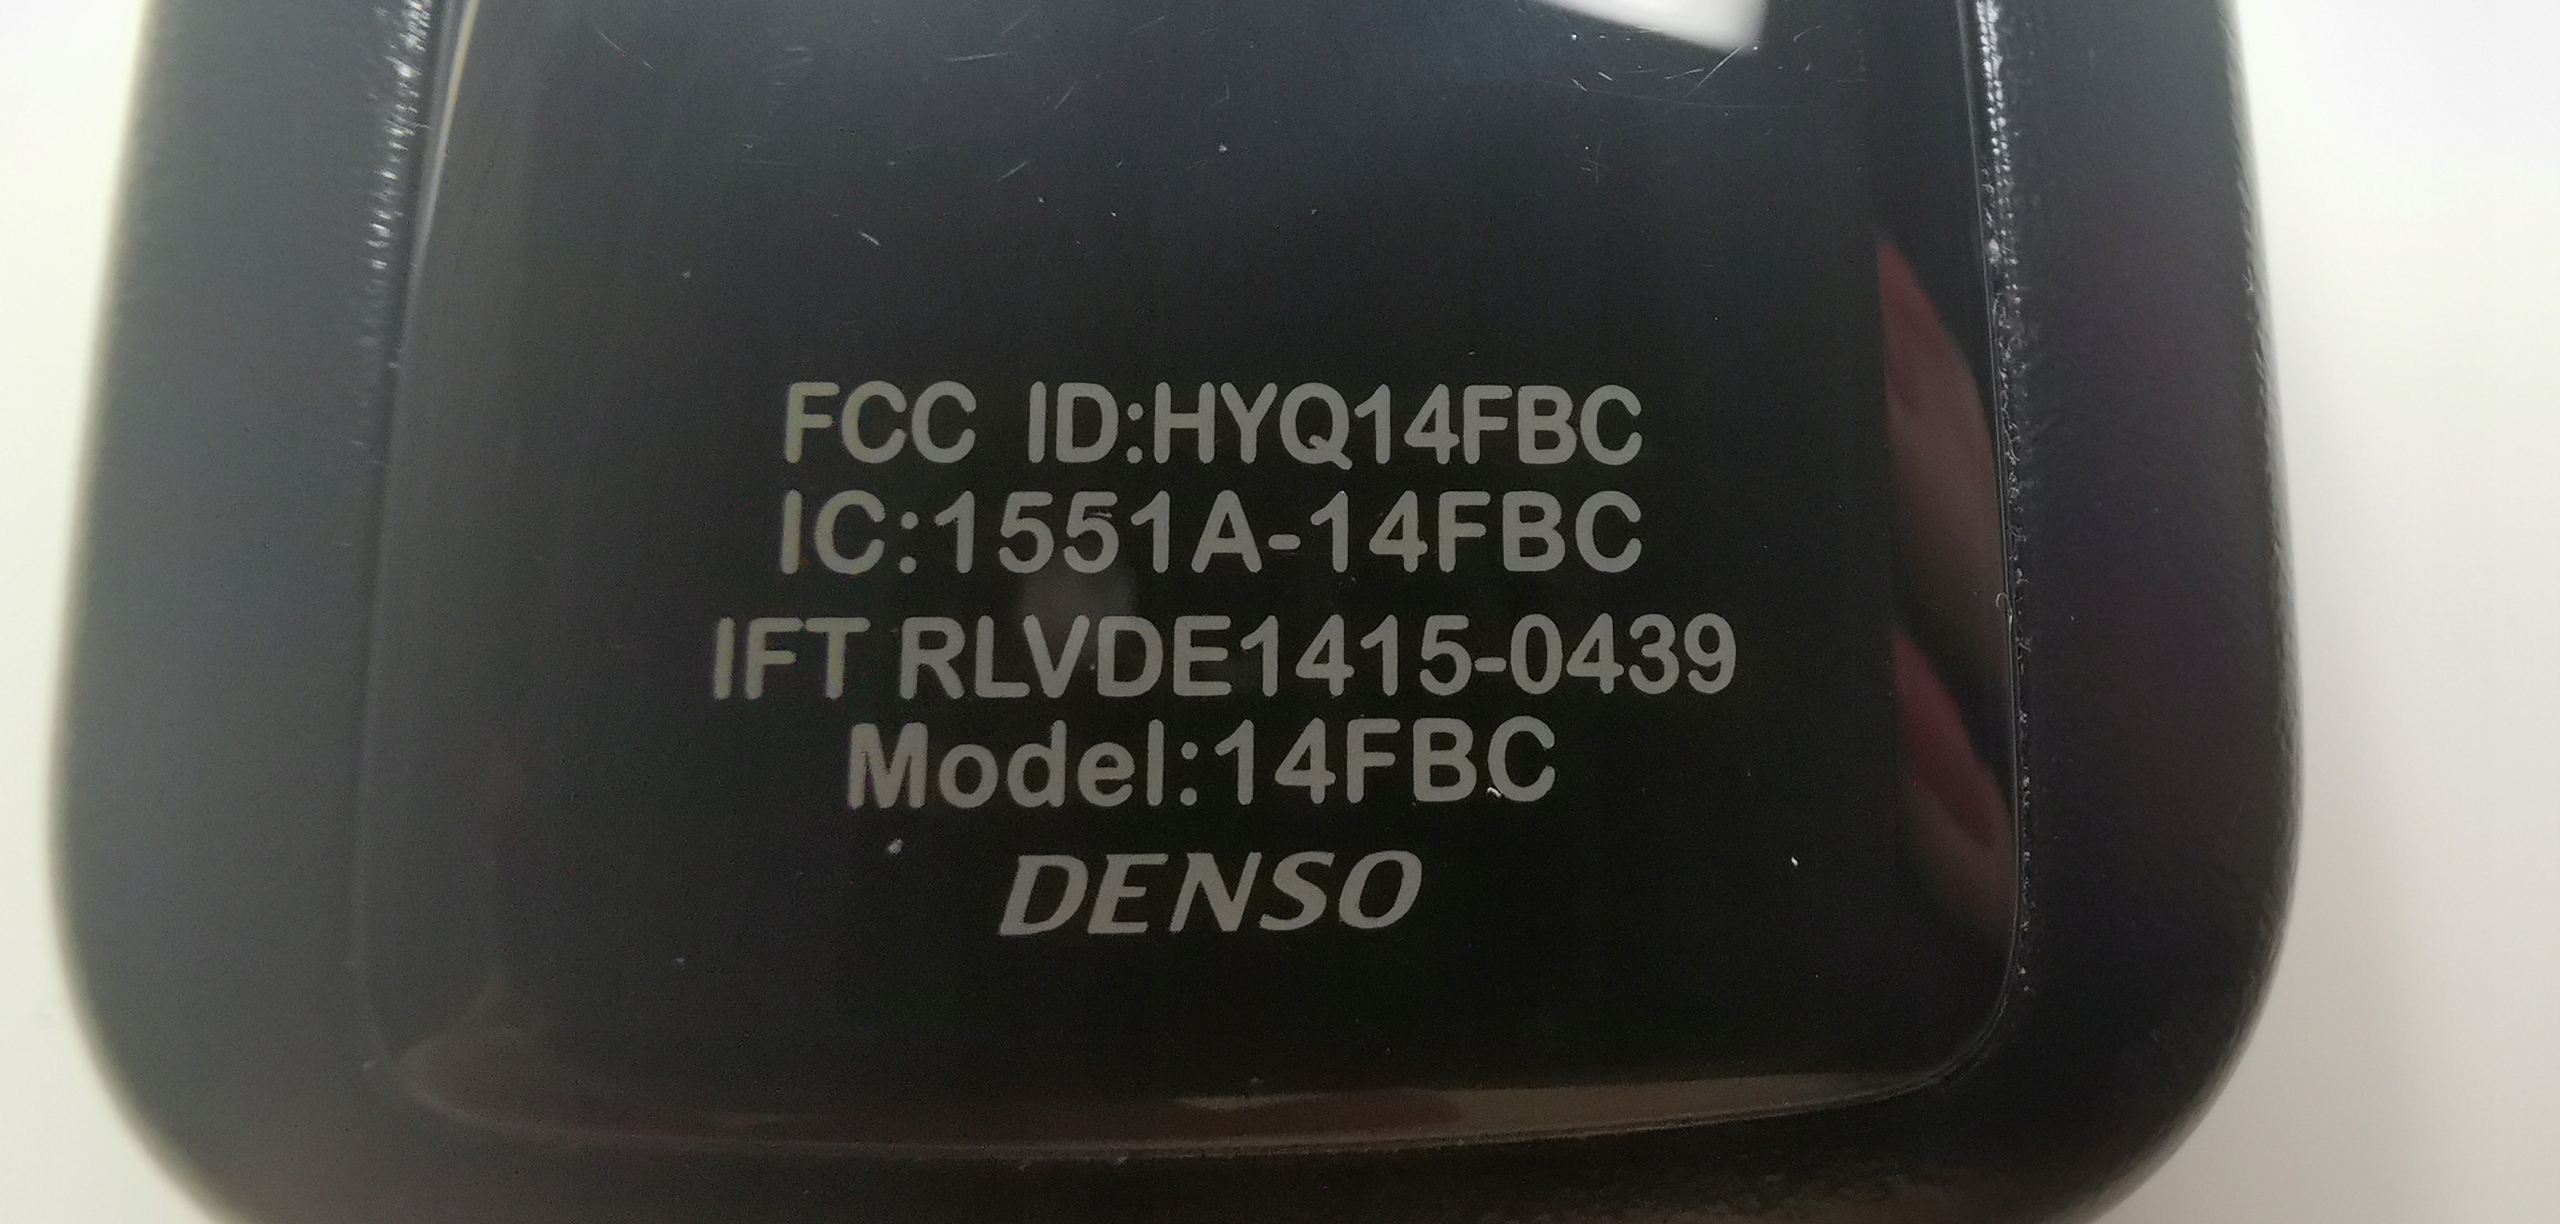 FCC ID:HYQ14FBC
IC:1551A-14FBC
IFT RLVDE1415-0439
Model:14FBC
DENSO